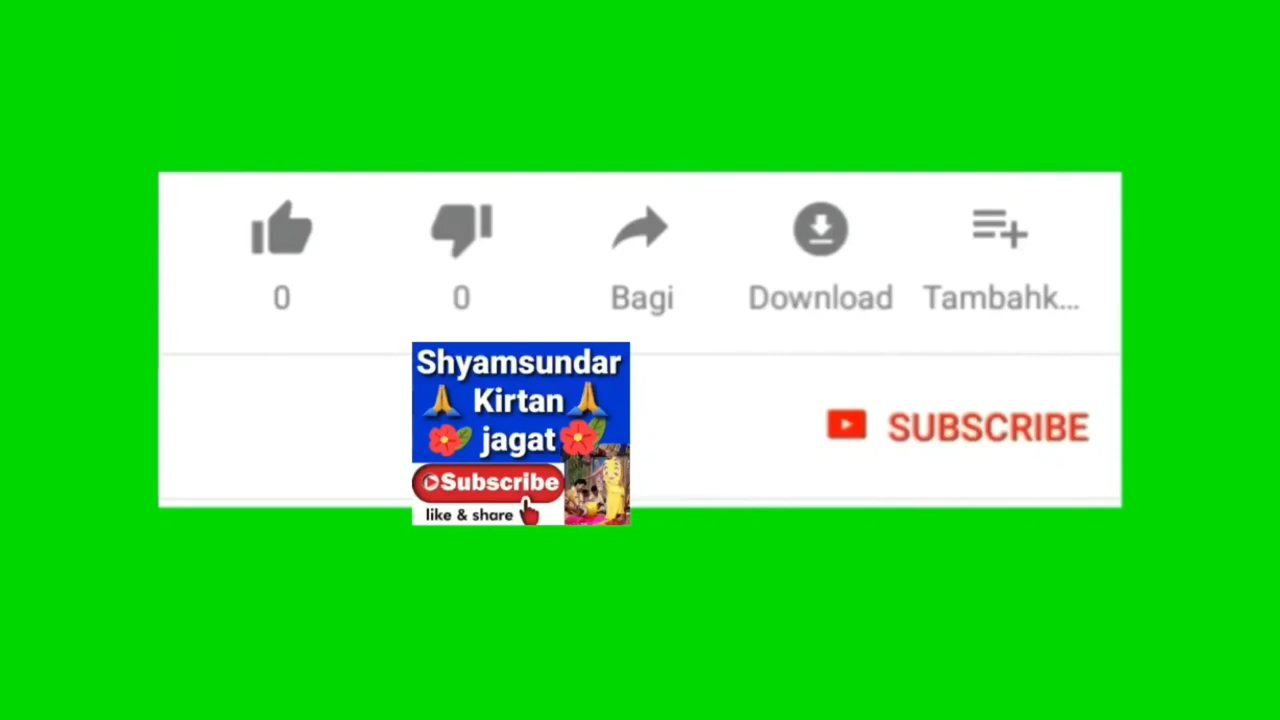 0 0 Bagi Download Tambahk...
Shyamsundar
🙏 Kirtan 🙏
🌺 jagat 🌺
SUBSCRIBE
Subscribe
like & share